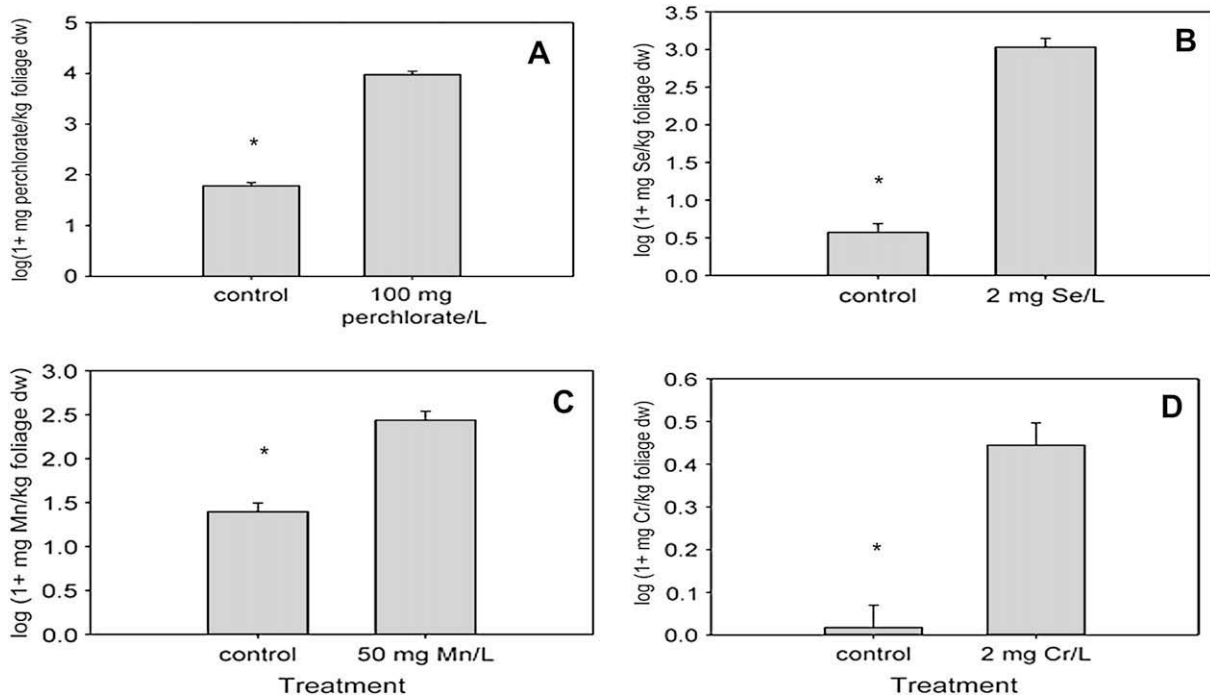 A
log(1+ mg perchlorate/kg foliage dw)
5
4
3
2
1
0
*
control
100 mg
perchlorate/L
B
log (1+ mg Se/kg foliage dw)
3.5
3.0
2.5
2.0
1.5
1.0
0.5
0.0
*
control
2 mg Se/L
C
log (1+ mg Mn/kg foliage dw)
3.0
2.5
2.0
1.5
1.0
0.5
0.0
*
control
50 mg Mn/L
Treatment
D
log (1+ mg Cr/kg foliage dw)
0.6
0.5
0.4
0.3
0.2
0.1
0.0
*
control
2 mg Cr/L
Treatment